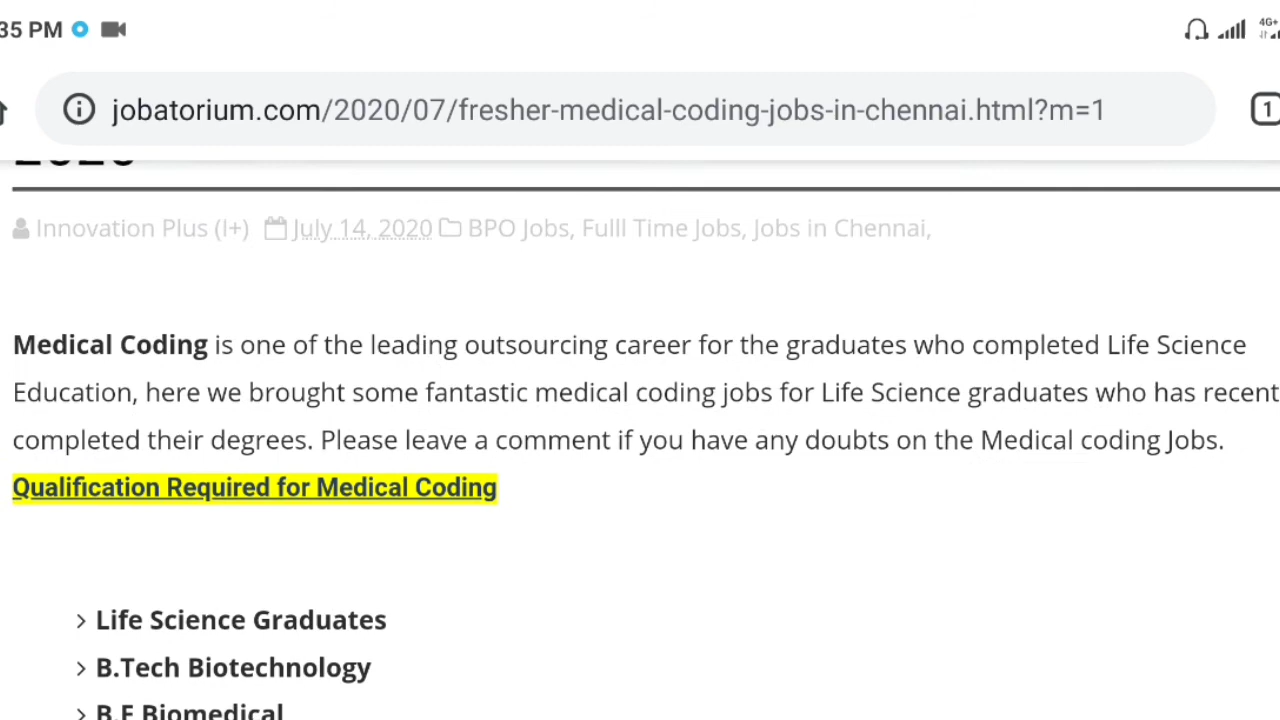 35 PM 4G+
jobatorium.com/2020/07/fresher-medical-coding-jobs-in-chennai.html?m=1 1
2020
Innovation Plus (I+) July 14, 2020 BPO Jobs, Fulll Time Jobs, Jobs in Chennai,
Medical Coding is one of the leading outsourcing career for the graduates who completed Life Science
Education, here we brought some fantastic medical coding jobs for Life Science graduates who has recent
completed their degrees. Please leave a comment if you have any doubts on the Medical coding Jobs.
Qualification Required for Medical Coding
> Life Science Graduates
> B.Tech Biotechnology
> B.E Biomedical